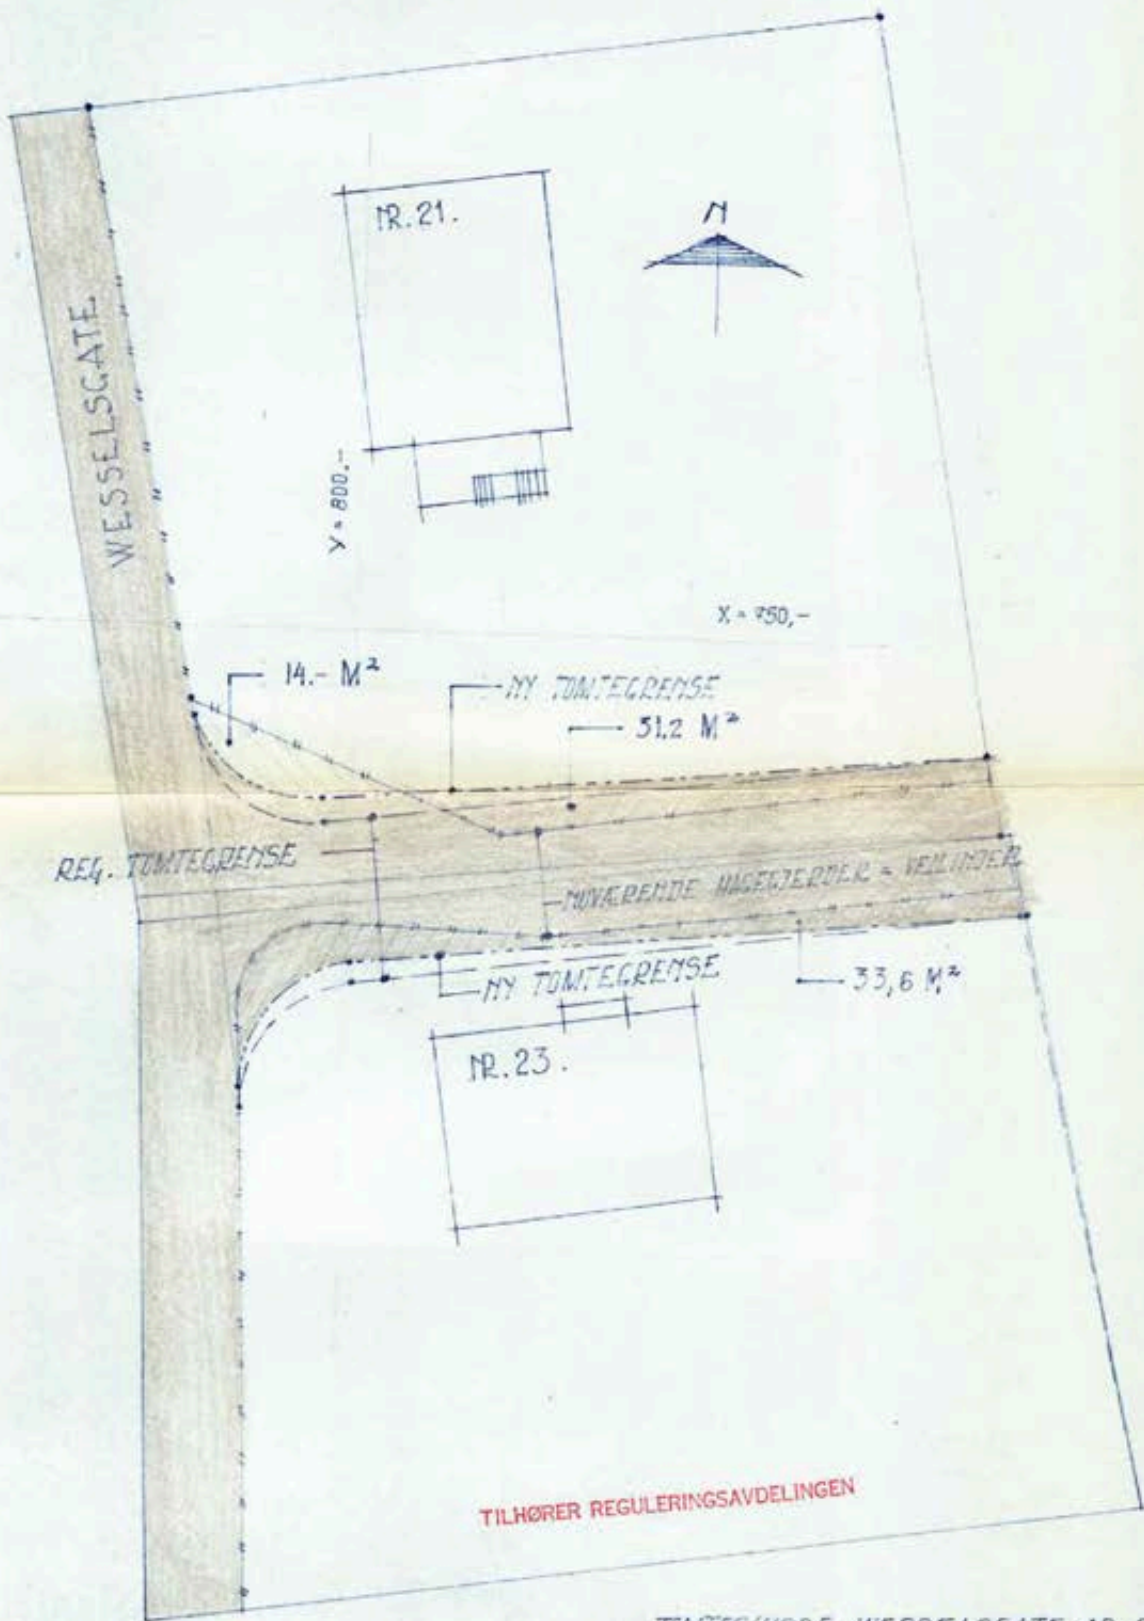 N
NR. 21.
WESSELSGATE
Y = 800,-
X = 750,-
14.- M²
NY TOMTEGRENSE
51.2 M²
REG. TOMTEGRENSE
NUVÆRENDE HAGEGJERDER = VEILINJER
NY TOMTEGRENSE
33,6 M²
NR. 23.
TILHØRER REGULERINGSAVDELINGEN